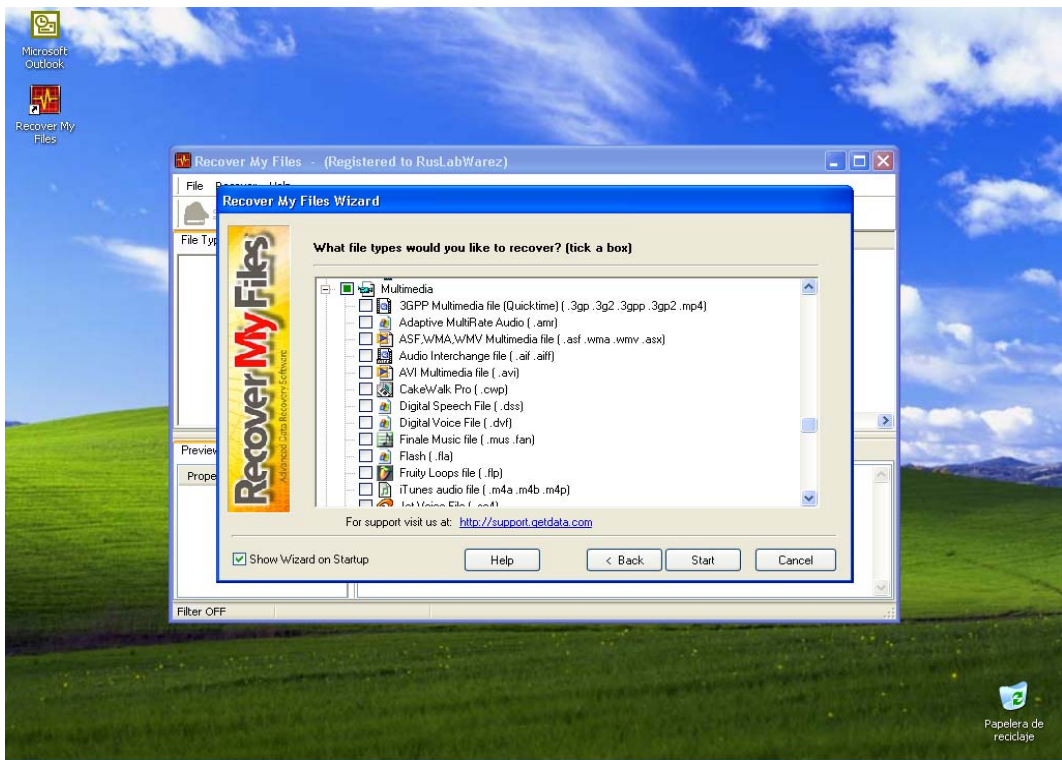 Microsoft
Outlook
Recover My
Files
Recover My Files - (Registered to RusLabWarez)
File
Help
Recover My Files Wizard
File Typ
Recover My Files
Advanced Data Recovery Software
What file types would you like to recover? (tick a box)
Multimedia
3GPP Multimedia file (Quicktime) ( .3gp .3g2 .3gpp .3gp2 .mp4)
Adaptive MultiRate Audio ( .amr)
ASF,WMA,WMV Multimedia file ( .asf .wma .wmv .asx)
Audio Interchange file ( .aif .aiff)
AVI Multimedia file ( .avi)
CakeWalk Pro ( .cwp)
Digital Speech File ( .dss)
Digital Voice File ( .dvf)
Finale Music file ( .mus .fan)
Flash ( .fla)
Fruity Loops file ( .flp)
iTunes audio file ( .m4a .m4b .m4p)
Preview
Prope
For support visit us at: http://support.getdata.com
Show Wizard on Startup
Help
< Back
Start
Cancel
Filter OFF
Papelera de
reciclaje